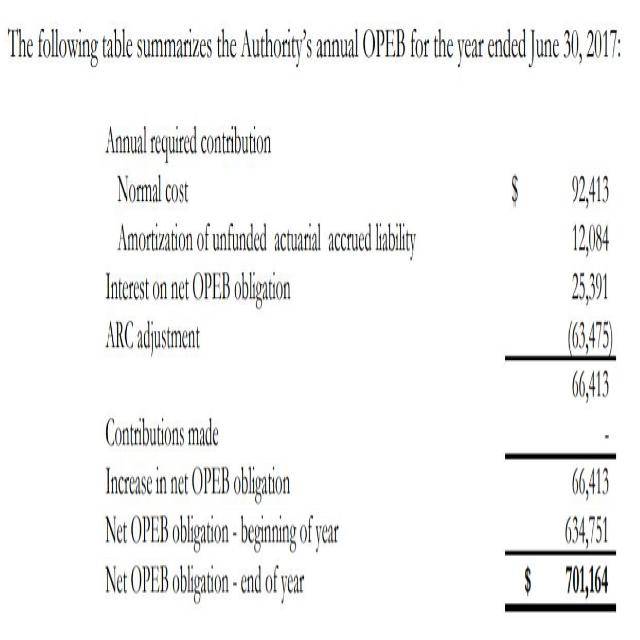 The following table summarizes the Authority's annual OPEB for the year ended June 30, 2017:
Annual required contribution
Normal cost $ 92,413
Amortization of unfunded actuarial accrued liability 12,084
Interest on net OPEB obligation 25,391
ARC adjustment (63,475)
66,413
Contributions made -
Increase in net OPEB obligation 66,413
Net OPEB obligation - beginning of year 634,751
Net OPEB obligation - end of year $ 701,164